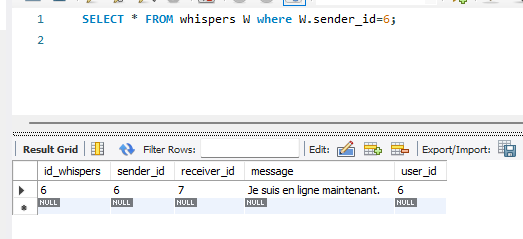 1 SELECT * FROM whispers W where W.sender_id=6;
2
Result Grid Filter Rows: Edit: Export/Import:
id_whispers sender_id receiver_id message user_id
6 6 7 Je suis en ligne maintenant. 6
NULL NULL NULL NULL NULL